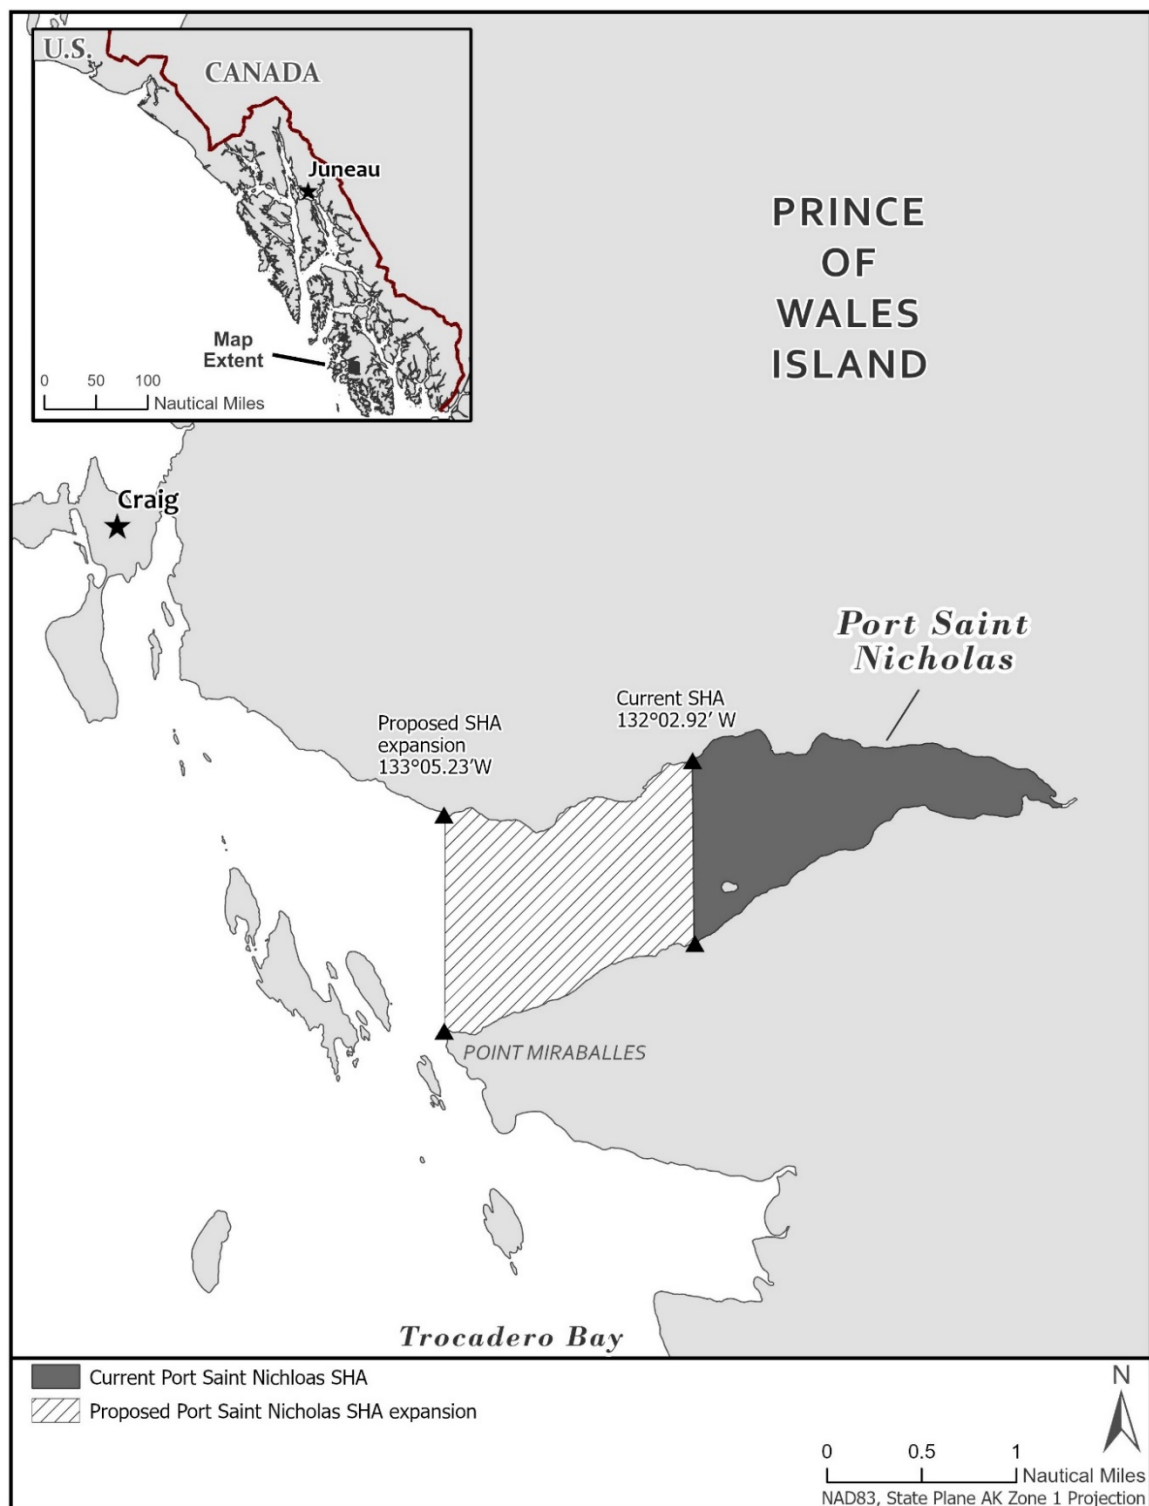 U.S.
CANADA
Juneau
Map
Extent
0 50 100
Nautical Miles
PRINCE
OF
WALES
ISLAND
Craig
Port Saint
Nicholas
Current SHA
132°02.92' W
Proposed SHA
expansion
133°05.23'W
POINT MIRABALLES
Trocadero Bay
Current Port Saint Nichloas SHA
Proposed Port Saint Nicholas SHA expansion
N
0 0.5 1
Nautical Miles
NAD83, State Plane AK Zone 1 Projection